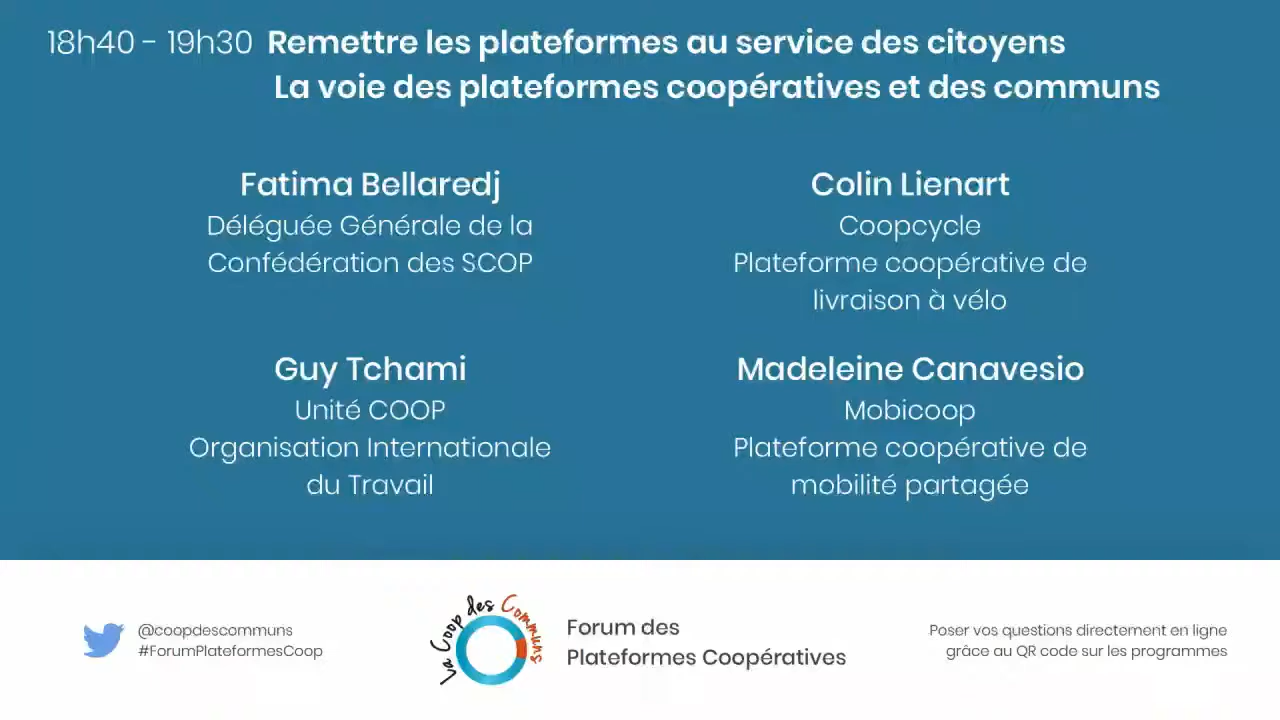 18h40 - 19h30 Remettre les plateformes au service des citoyens
La voie des plateformes coopératives et des communs
Fatima Bellaredj
Déléguée Générale de la
Confédération des SCOP
Colin Lienart
Coopcycle
Plateforme coopérative de
livraison à vélo
Guy Tchami
Unité COOP
Organisation Internationale
du Travail
Madeleine Canavesio
Mobicoop
Plateforme coopérative de
mobilité partagée
@coopdescommuns
#ForumPlateformesCoop
La Coop des Communs
Forum des
Plateformes Coopératives
Poser vos questions directement en ligne
grâce au QR code sur les programmes